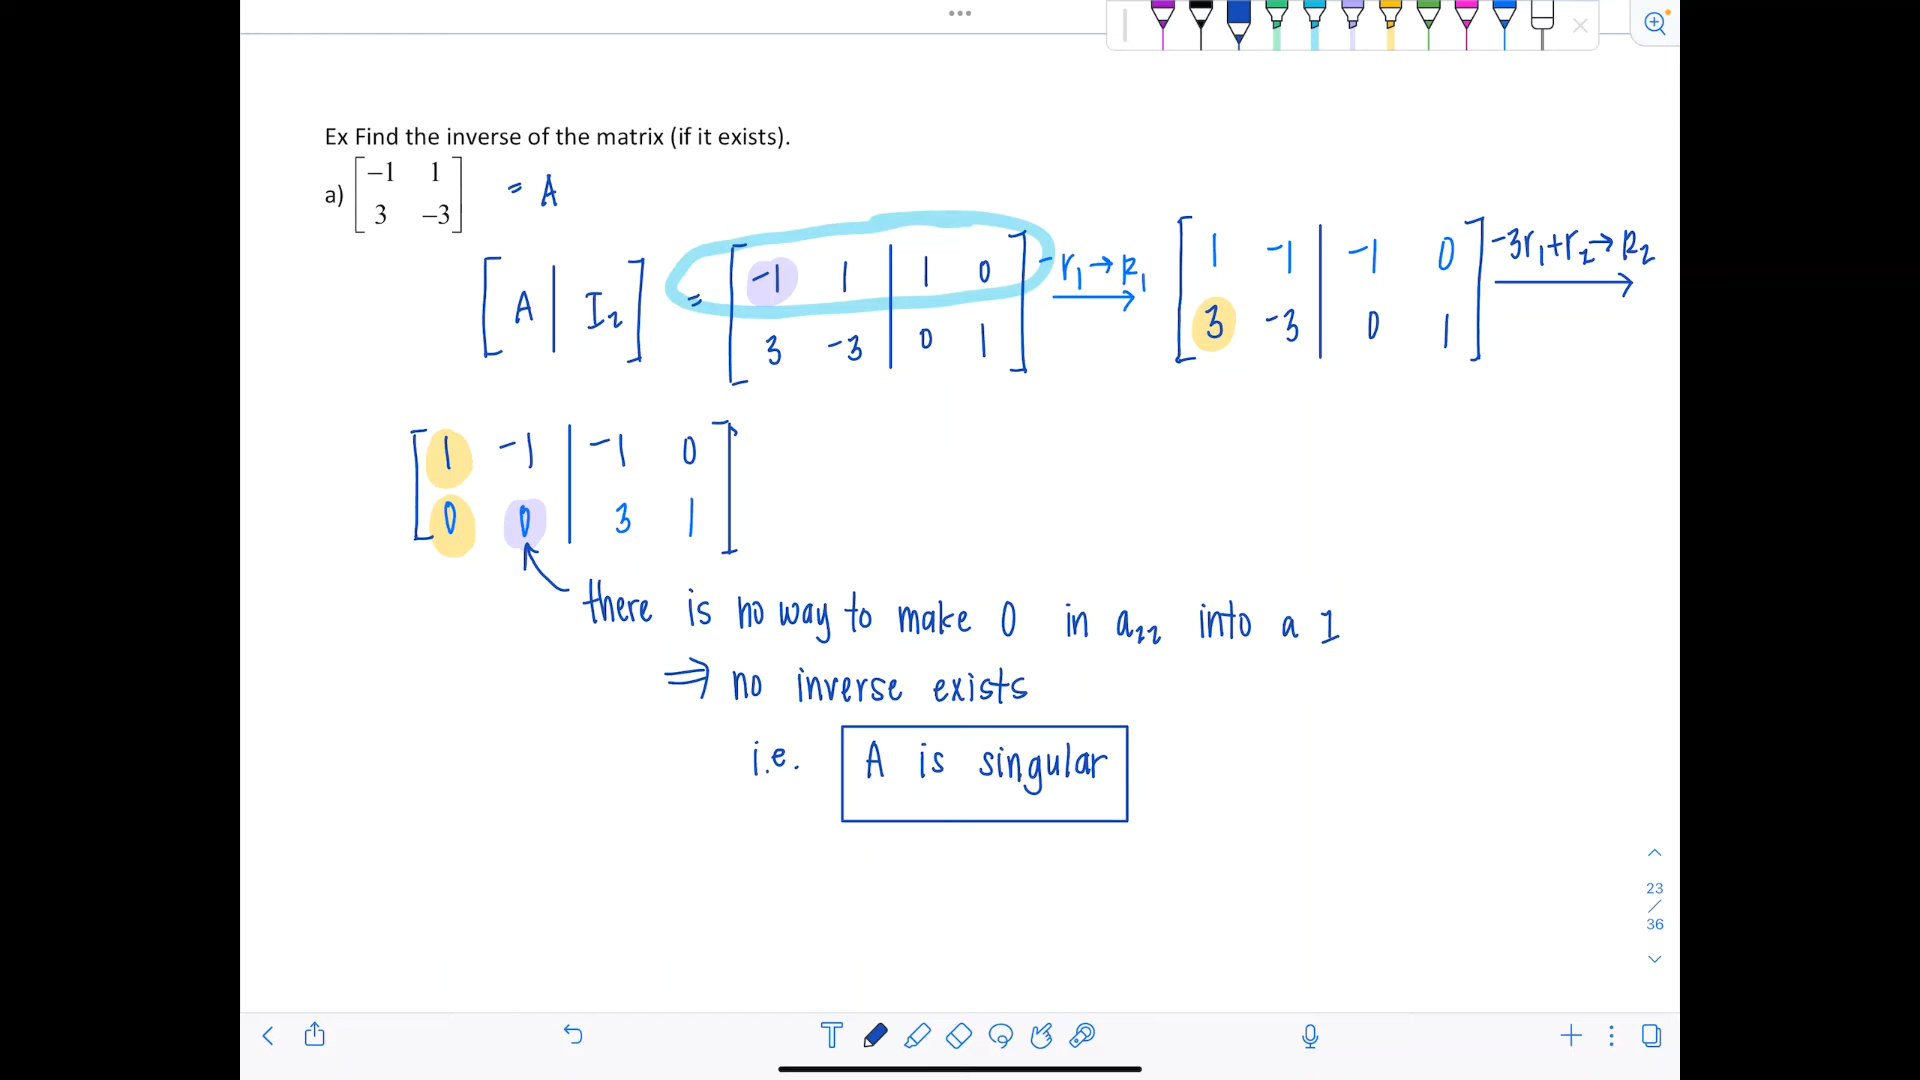 Ex Find the inverse of the matrix (if it exists).
a) [−1 1
3 −3] = A
[A | I₂] = [−1 1 | 1 0
3 −3 | 0 1] −r₁→R₁ [1 −1 | −1 0
3 −3 | 0 1] −3r₁+r₂→R₂
[1 −1 | −1 0
0 0 | 3 1]
there is no way to make 0 in a₂₂ into a 1
⇒ no inverse exists
i.e. A is singular
23
/
36
T